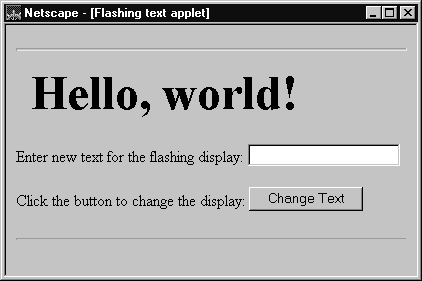 Netscape - [Flashing text applet]
Hello, world!
Enter new text for the flashing display:
Click the button to change the display: Change Text